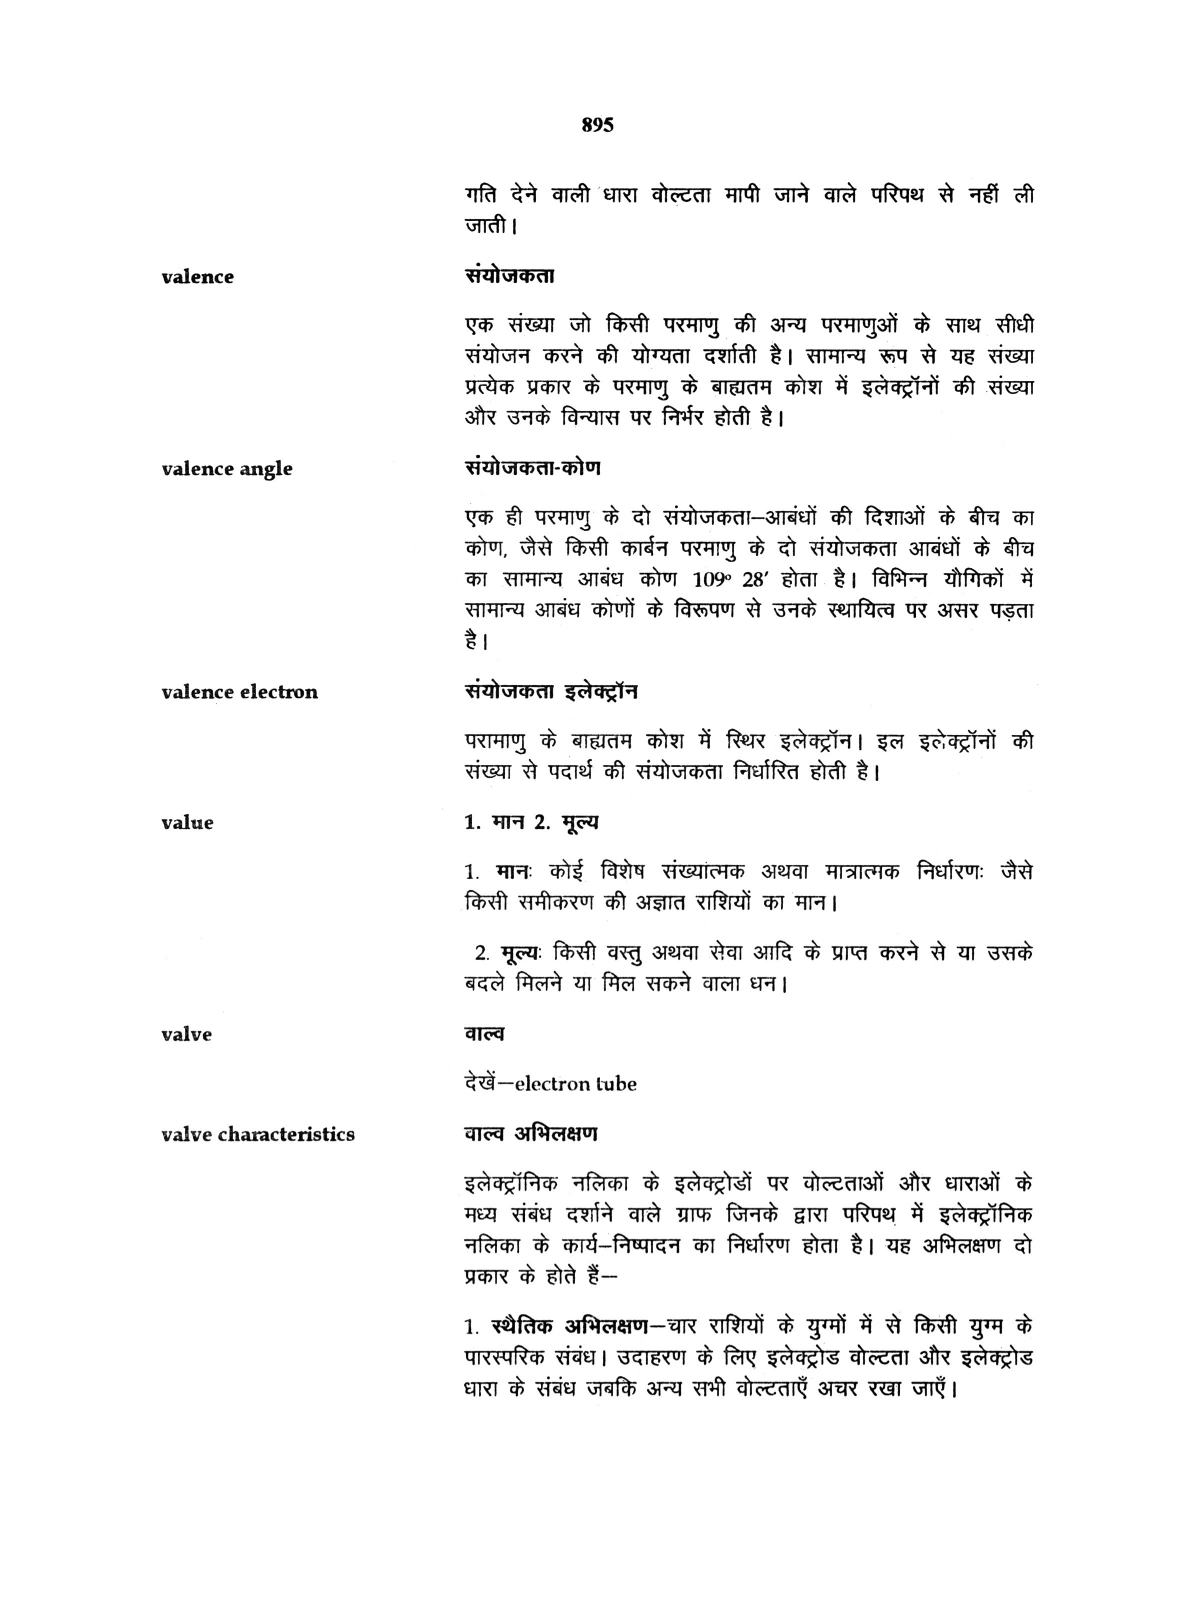 895
गति देने वाली धारा वोल्टता मापी जाने वाले परिपथ से नहीं ली
जाती।
valence संयोजकता
एक संख्या जो किसी परमाणु की अन्य परमाणुओं के साथ सीधी
संयोजन करने की योग्यता दर्शाती है। सामान्य रूप से यह संख्या
प्रत्येक प्रकार के परमाणु के बाह्यतम कोश में इलेक्ट्रॉनों की संख्या
और उनके विन्यास पर निर्भर होती है।
valence angle संयोजकता-कोण
एक ही परमाणु के दो संयोजकता–आबंधों की दिशाओं के बीच का
कोण, जैसे किसी कार्बन परमाणु के दो संयोजकता आबंधों के बीच
का सामान्य आबंध कोण 109° 28′ होता है। विभिन्न यौगिकों में
सामान्य आबंध कोणों के विरूपण से उनके स्थायित्व पर असर पड़ता
है।
valence electron संयोजकता इलेक्ट्रॉन
परामाणु के बाह्यतम कोश में स्थिर इलेक्ट्रॉन। इल इलेक्ट्रॉनों की
संख्या से पदार्थ की संयोजकता निर्धारित होती है।
value 1. मान 2. मूल्य
1. मानः कोई विशेष संख्यात्मक अथवा मात्रात्मक निर्धारणः जैसे
किसी समीकरण की अज्ञात राशियों का मान।
2. मूल्यः किसी वस्तु अथवा सेवा आदि के प्राप्त करने से या उसके
बदले मिलने या मिल सकने वाला धन।
valve वाल्व
देखें–electron tube
valve characteristics वाल्व अभिलक्षण
इलेक्ट्रॉनिक नलिका के इलेक्ट्रोडों पर वोल्टताओं और धाराओं के
मध्य संबंध दर्शाने वाले ग्राफ जिनके द्वारा परिपथ में इलेक्ट्रॉनिक
नलिका के कार्य–निष्पादन का निर्धारण होता है। यह अभिलक्षण दो
प्रकार के होते हैं–
1. स्थैतिक अभिलक्षण–चार राशियों के युग्मों में से किसी युग्म के
पारस्परिक संबंध। उदाहरण के लिए इलेक्ट्रोड वोल्टता और इलेक्ट्रोड
धारा के संबंध जबकि अन्य सभी वोल्टताएँ अचर रखा जाएँ।